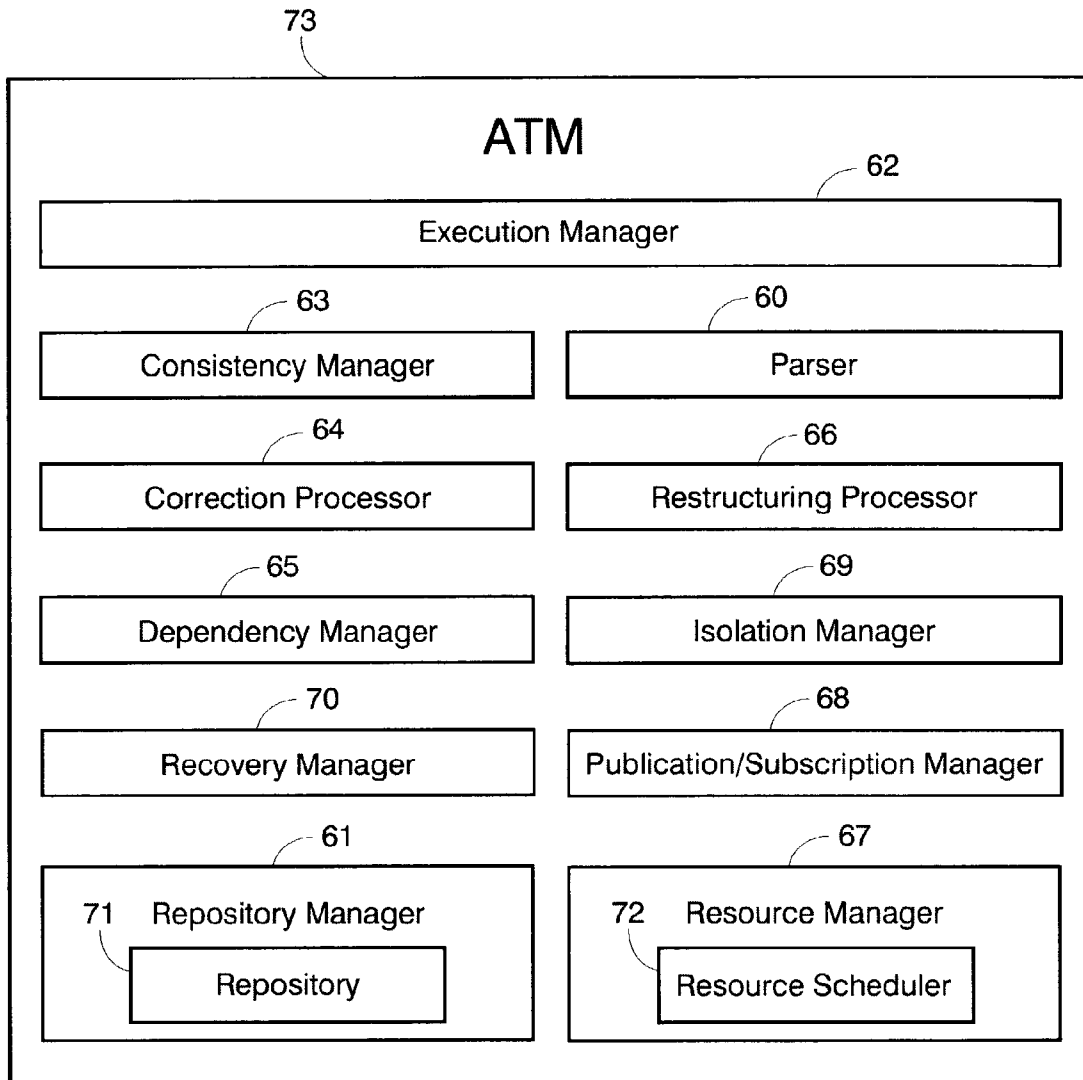 73
ATM
62
Execution Manager
63
60
Consistency Manager
Parser
64
66
Correction Processor
Restructuring Processor
65
69
Dependency Manager
Isolation Manager
70
68
Recovery Manager
Publication/Subscription Manager
61
67
71
Repository Manager
72
Resource Manager
Repository
Resource Scheduler